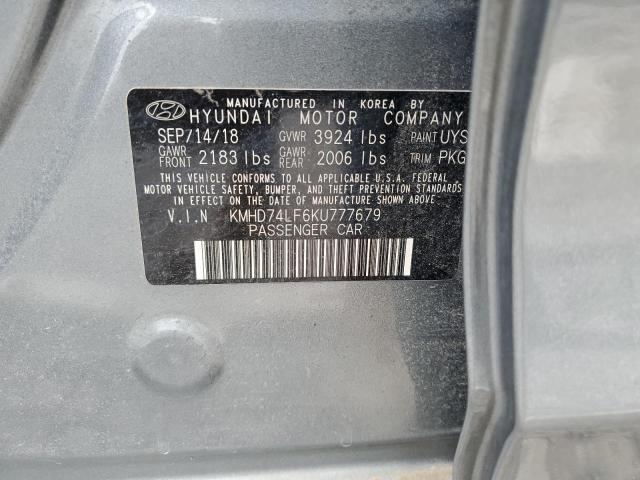 MANUFACTURED IN KOREA BY
HYUNDAI MOTOR COMPANY
SEP/14/18 GVWR 3924 lbs PAINT UYS
GAWR FRONT 2183 lbs GAWR REAR 2006 lbs TRIM PKG
THIS VEHICLE CONFORMS TO ALL APPLICABLE U.S.A. FEDERAL
MOTOR VEHICLE SAFETY, BUMPER, AND THEFT PREVENTION STANDARDS
IN EFFECT ON THE DATE OF MANUFACTURE SHOWN ABOVE.
V.I.N KMHD74LF6KU777679
PASSENGER CAR